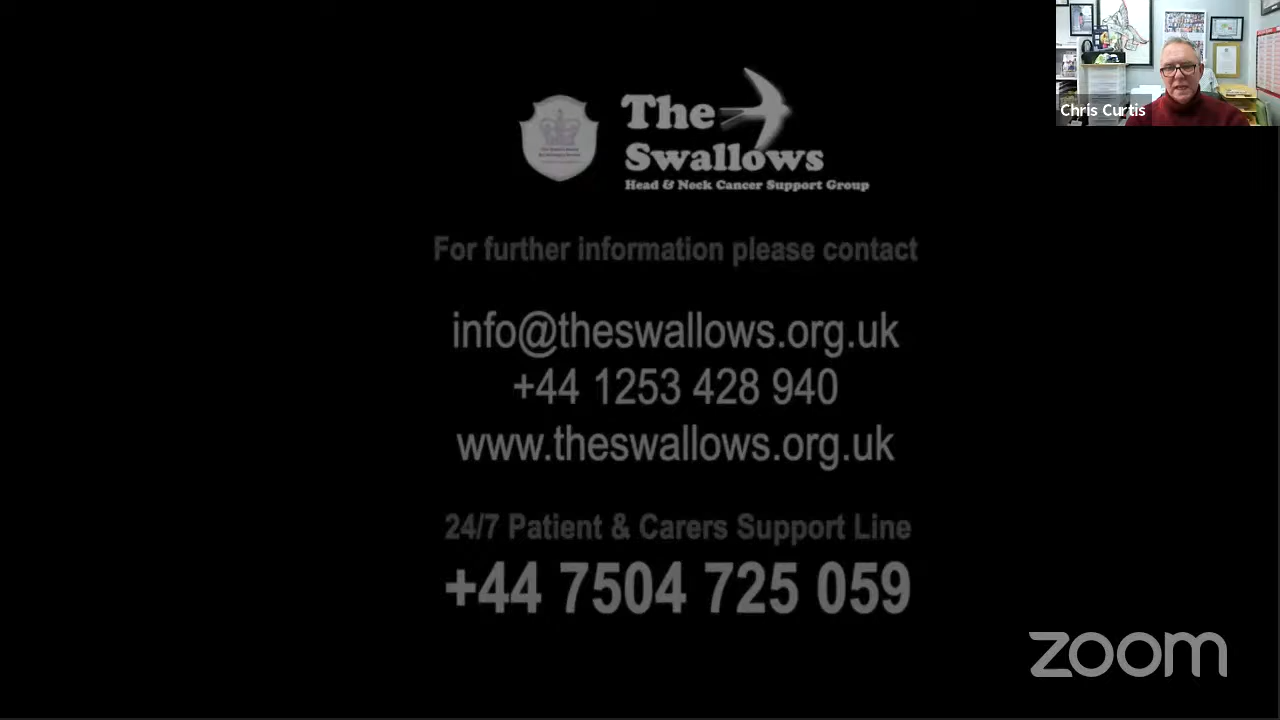 Chris Curtis
The
Swallows
Head & Neck Cancer Support Group
For further information please contact
info@theswallows.org.uk
+44 1253 428 940
www.theswallows.org.uk
24/7 Patient & Carers Support Line
+44 7504 725 059
zoom